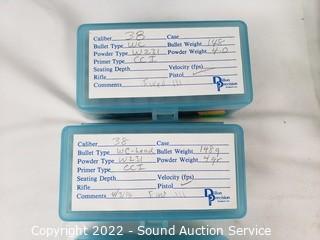 Caliber 38 Case
Bullet Type WC Bullet Weight 148
Powder Type W231 Powder Weight 4.0
Primer Type CCI
Seating Depth Velocity (fps)
Rifle Pistol ✓
Comments
Dillon Precision
Caliber 38 Case
Bullet Type WC-Lead Bullet Weight 148g
Powder Type W231 Powder Weight 4gr
Primer Type CCI
Seating Depth Velocity (fps)
Rifle Pistol ✓
Comments
Dillon Precision
Copyright © 2022 - AuctionOhio